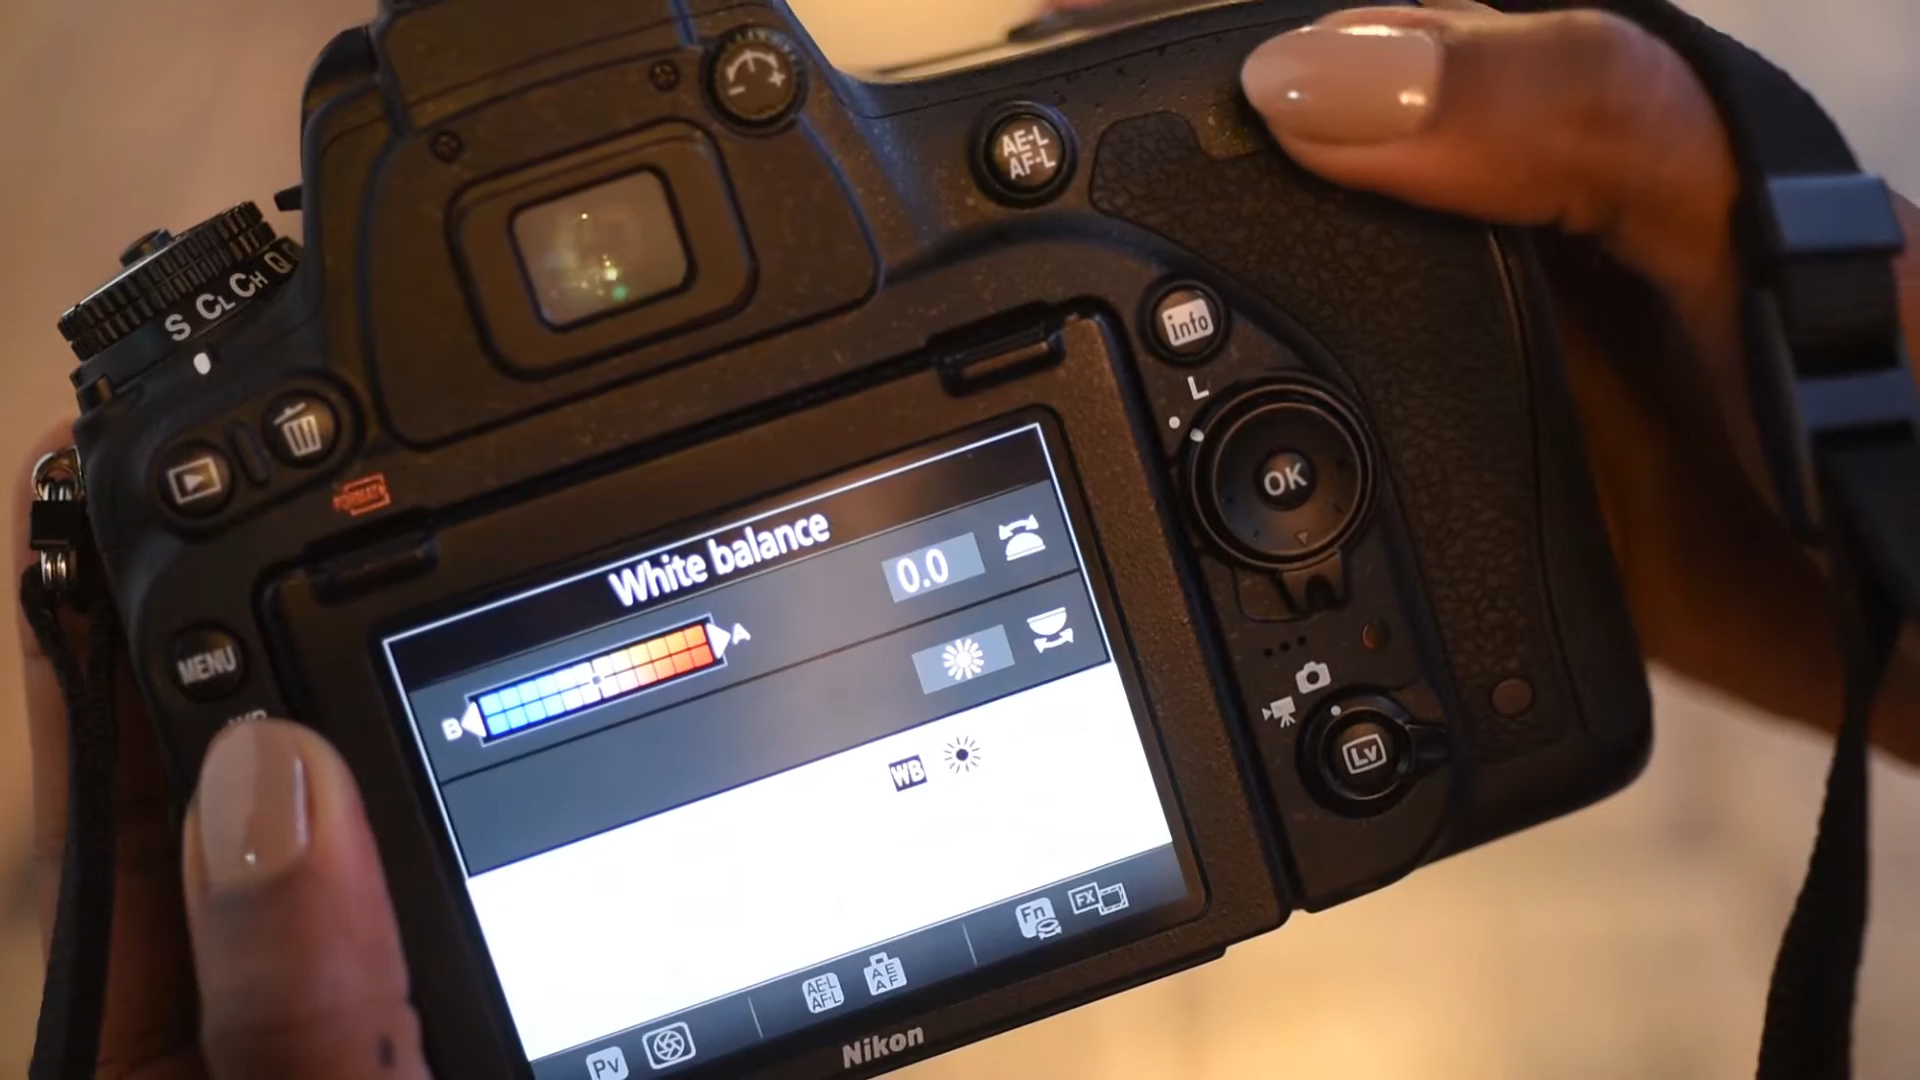 AE-L
AF-L
S CL CH Q
info
L
OK
FORMAT
White balance
0.0
B
A
MENU
WB
Lv
Fn
FX
AE-L
AF-L
AE
AF
Pv
Nikon